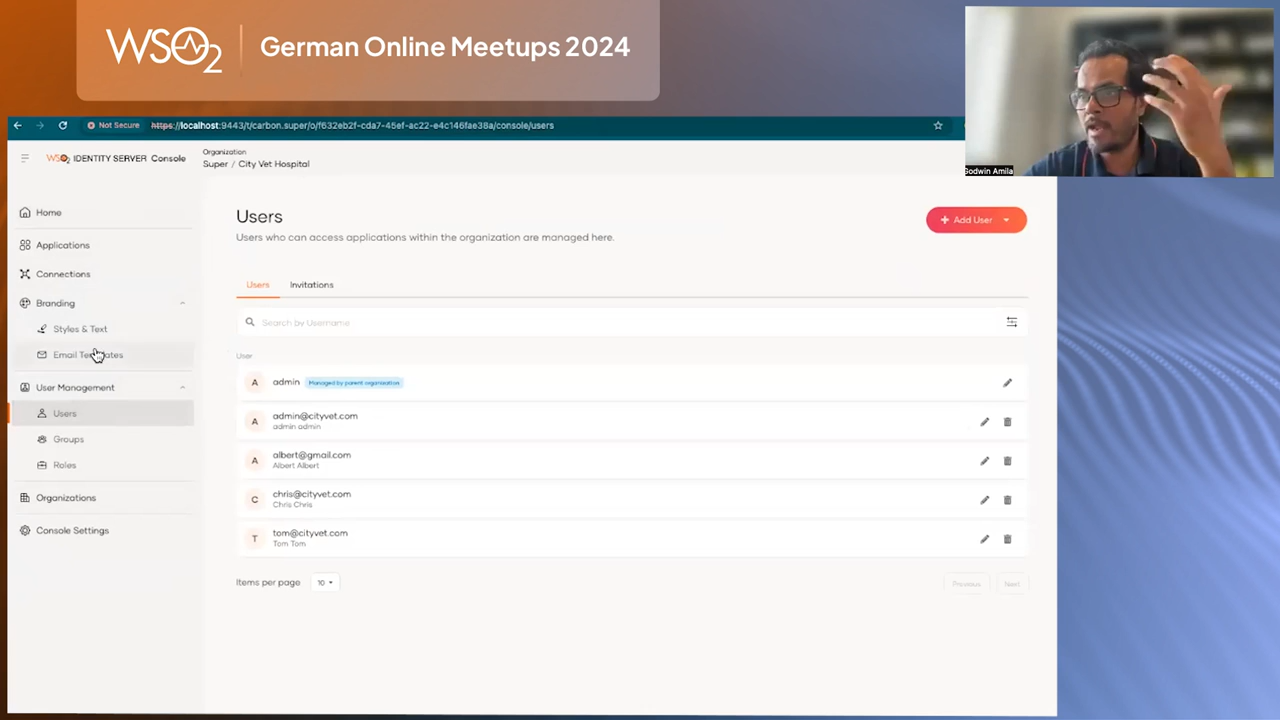 WSO2 German Online Meetups 2024
Not Secure https://localhost:9443/t/carbon.super/o/f632eb2f-cda7-45ef-ac22-e4c146fae38a/console/users
WSO2 IDENTITY SERVER Console
Organization
Super / City Vet Hospital
Godwin Amila
Home
Applications
Connections
Branding
Styles & Text
Email Templates
User Management
Users
Groups
Roles
Organizations
Console Settings
Users
Users who can access applications within the organization are managed here.
+ Add User
Users Invitations
Search by Username
User
A admin Managed by parent organization
A admin@cityvet.com
admin admin
A albert@gmail.com
Albert Albert
C chris@cityvet.com
Chris Chris
T tom@cityvet.com
Tom Tom
Items per page 10
Previous Next